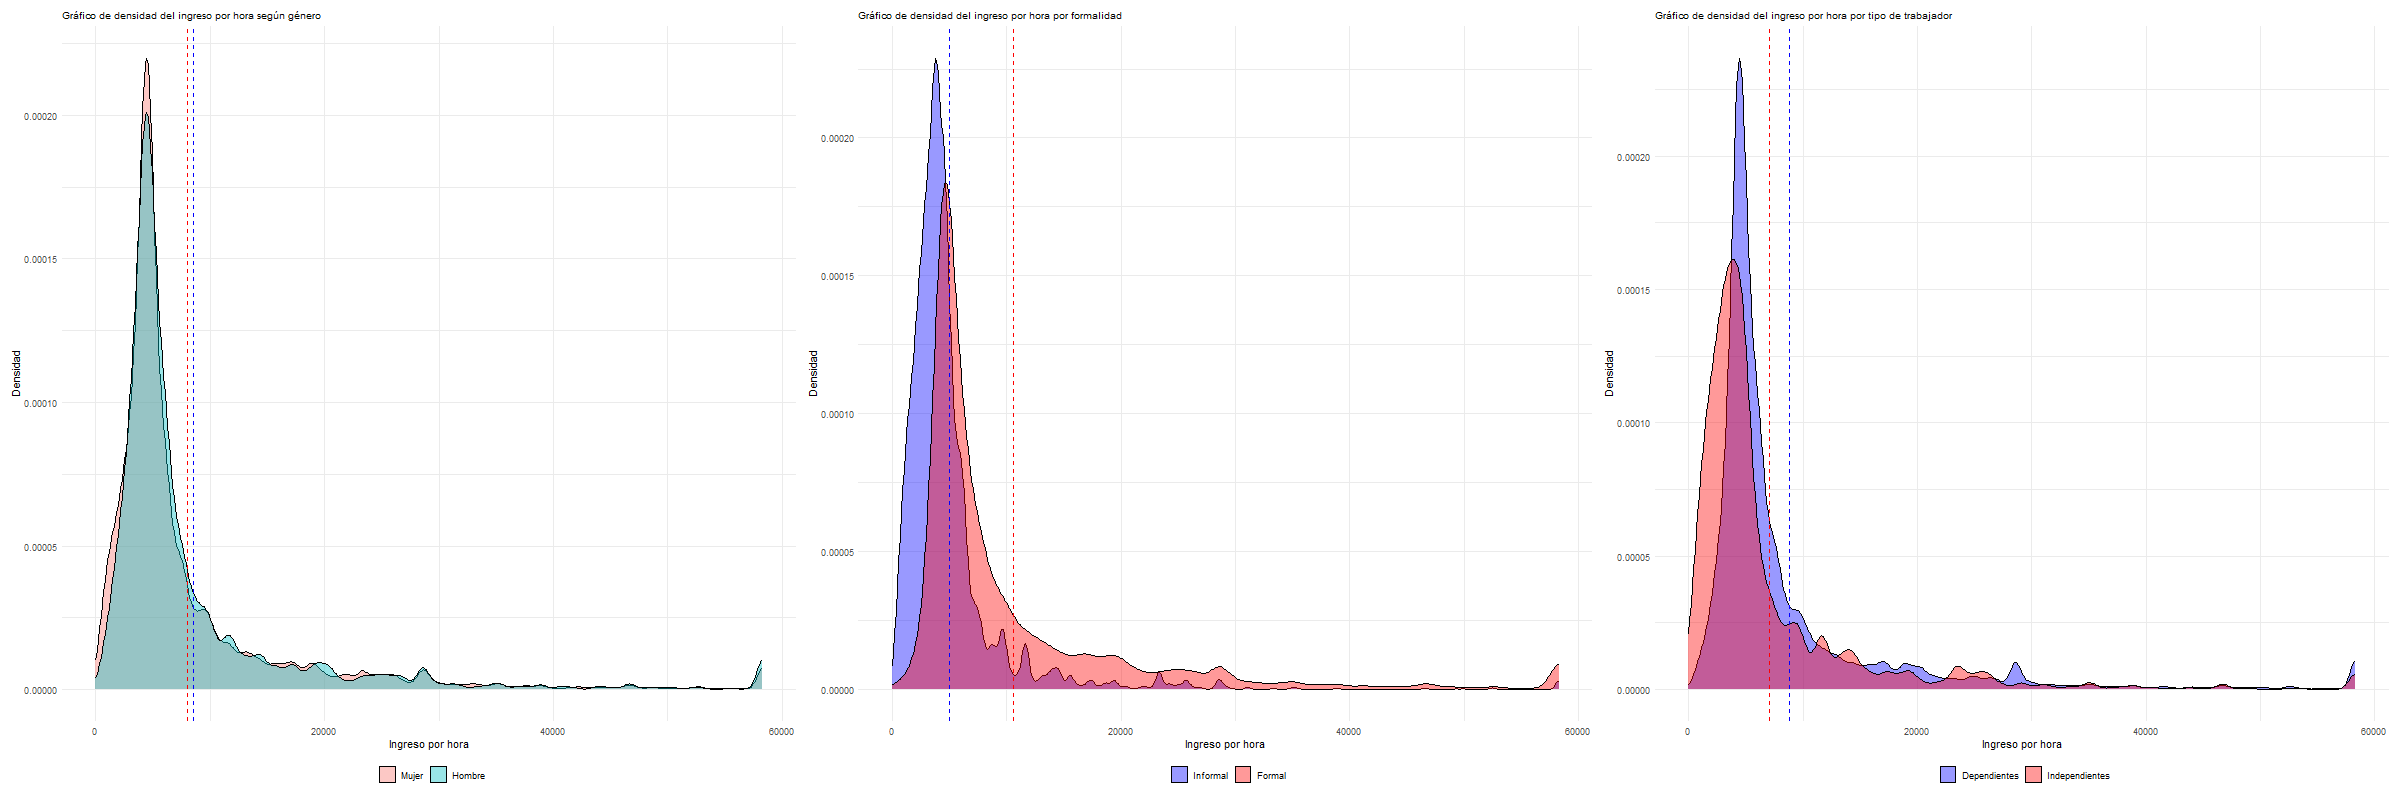 Gráfico de densidad del ingreso por hora según género
0.00020
0.00015
0.00010
0.00005
0.00000
Densidad
0 20000 40000 60000
Ingreso por hora
Mujer Hombre
Gráfico de densidad del ingreso por hora por formalidad
0.00020
0.00015
0.00010
0.00005
0.00000
Densidad
0 20000 40000 60000
Ingreso por hora
Informal Formal
Gráfico de densidad del ingreso por hora por tipo de trabajador
0.00020
0.00015
0.00010
0.00005
0.00000
Densidad
0 20000 40000 60000
Ingreso por hora
Dependientes Independientes